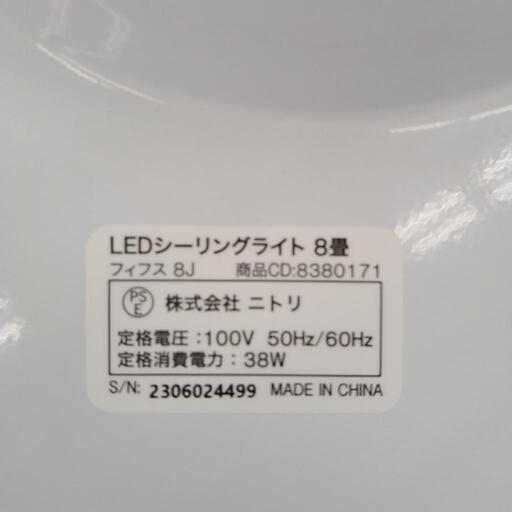 LEDシーリングライト 8畳
フィフス 8J 商品CD:8380171
PSE 株式会社 ニトリ
定格電圧:100V 50Hz/60Hz
定格消費電力:38W
S/N: 2306024499 MADE IN CHINA